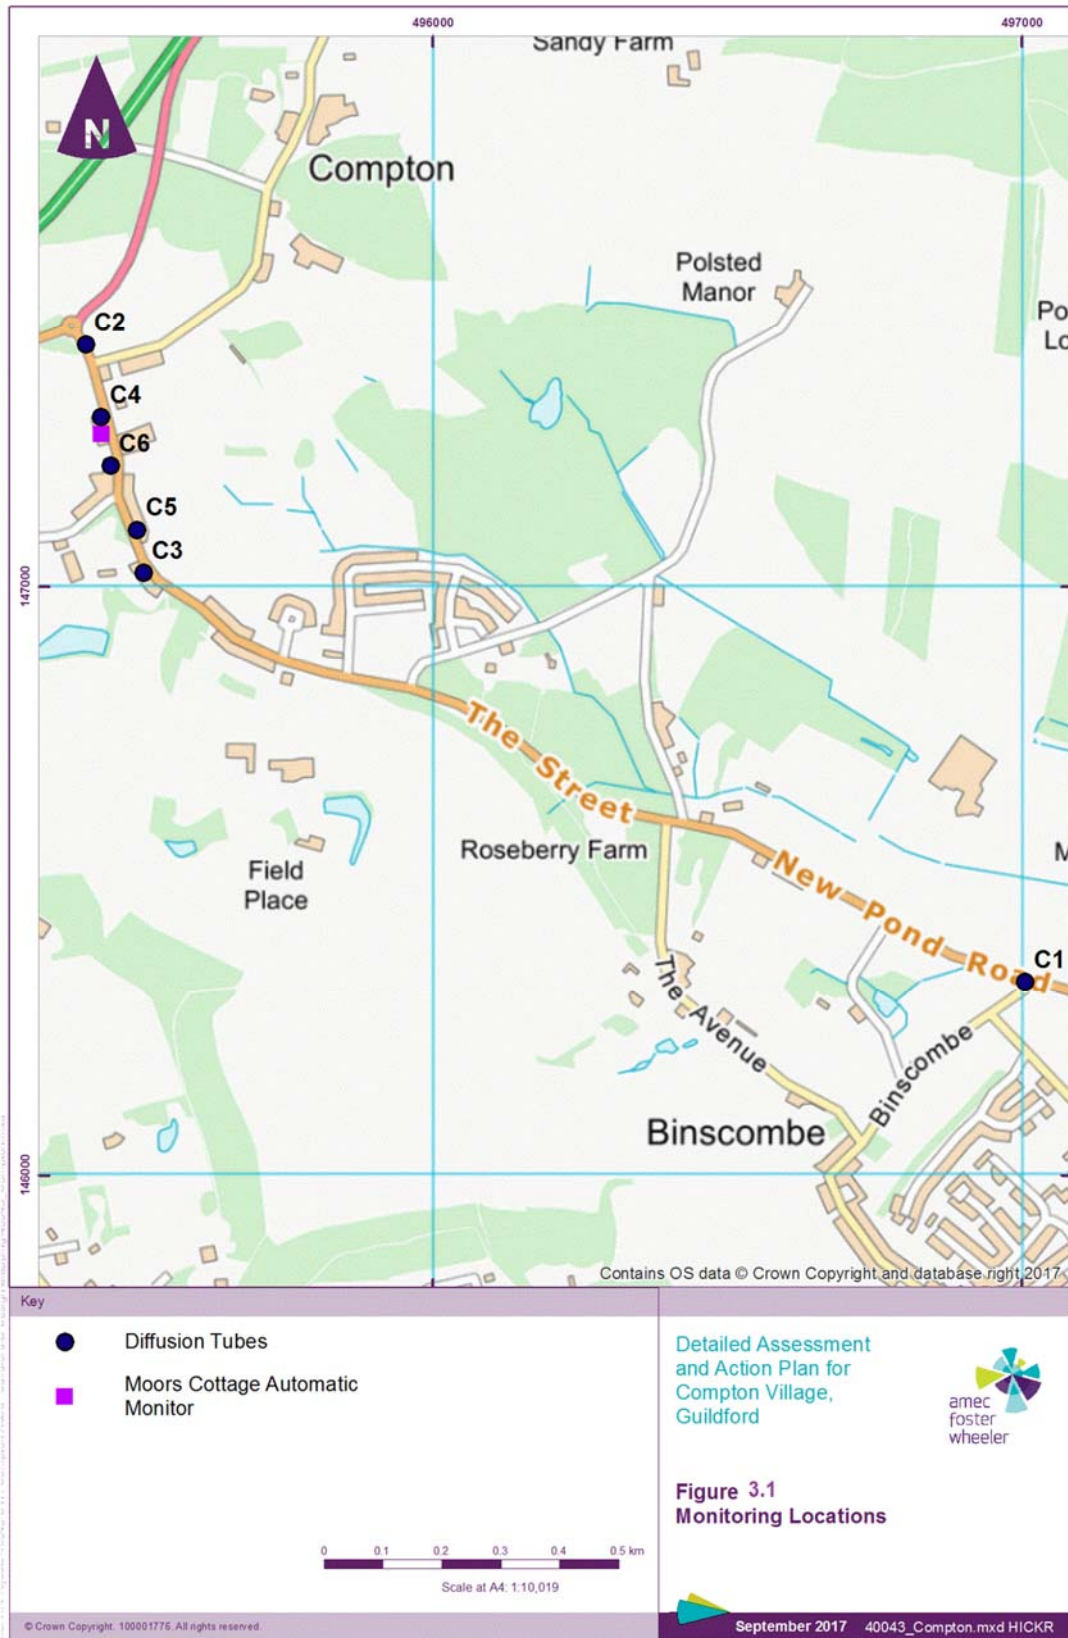 496000
497000
Sandy Farm
N
Compton
Polsted
Manor
Po
Lo
C2
C4
C6
C5
C3
147000
The Street
Roseberry Farm
Field
Place
New Pond Road
M
C1
The Avenue
Binscombe
Binscombe
146000
Contains OS data © Crown Copyright and database right 2017
Key
Diffusion Tubes
Moors Cottage Automatic
Monitor
0 0.1 0.2 0.3 0.4 0.5 km
Scale at A4: 1:10,019
© Crown Copyright. 100001776. All rights reserved.
Detailed Assessment
and Action Plan for
Compton Village,
Guildford
amec
foster
wheeler
Figure 3.1
Monitoring Locations
September 2017 40043_Compton.mxd HICKR